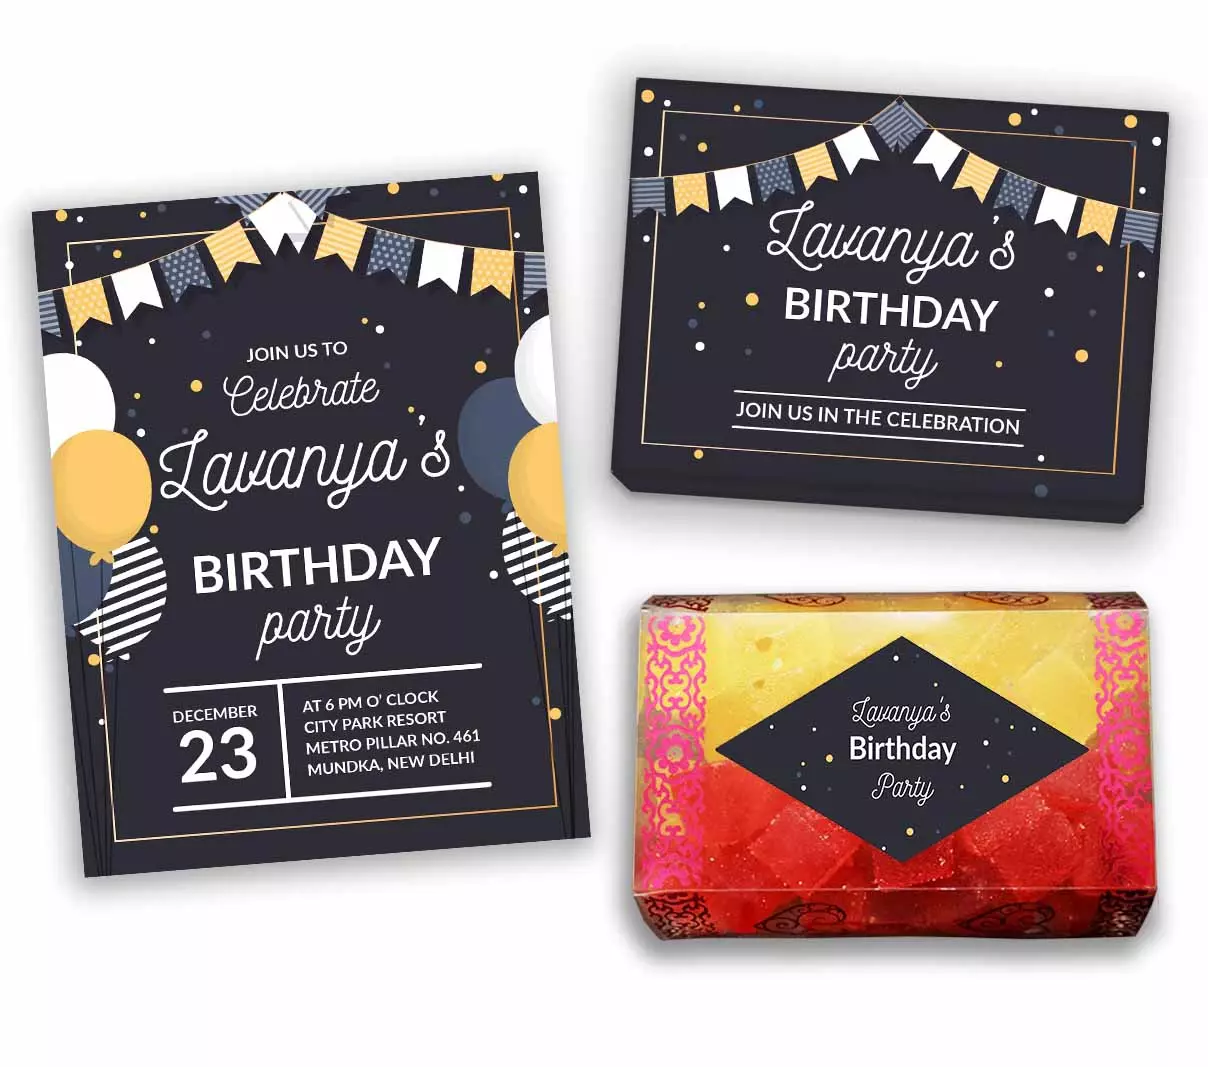 JOIN US TO
Celebrate
Lavanya's
BIRTHDAY
party
DECEMBER
23
AT 6 PM O' CLOCK
CITY PARK RESORT
METRO PILLAR NO. 461
MUNDKA, NEW DELHI
Lavanya's
BIRTHDAY
party
JOIN US IN THE CELEBRATION
Lavanya's
Birthday
Party